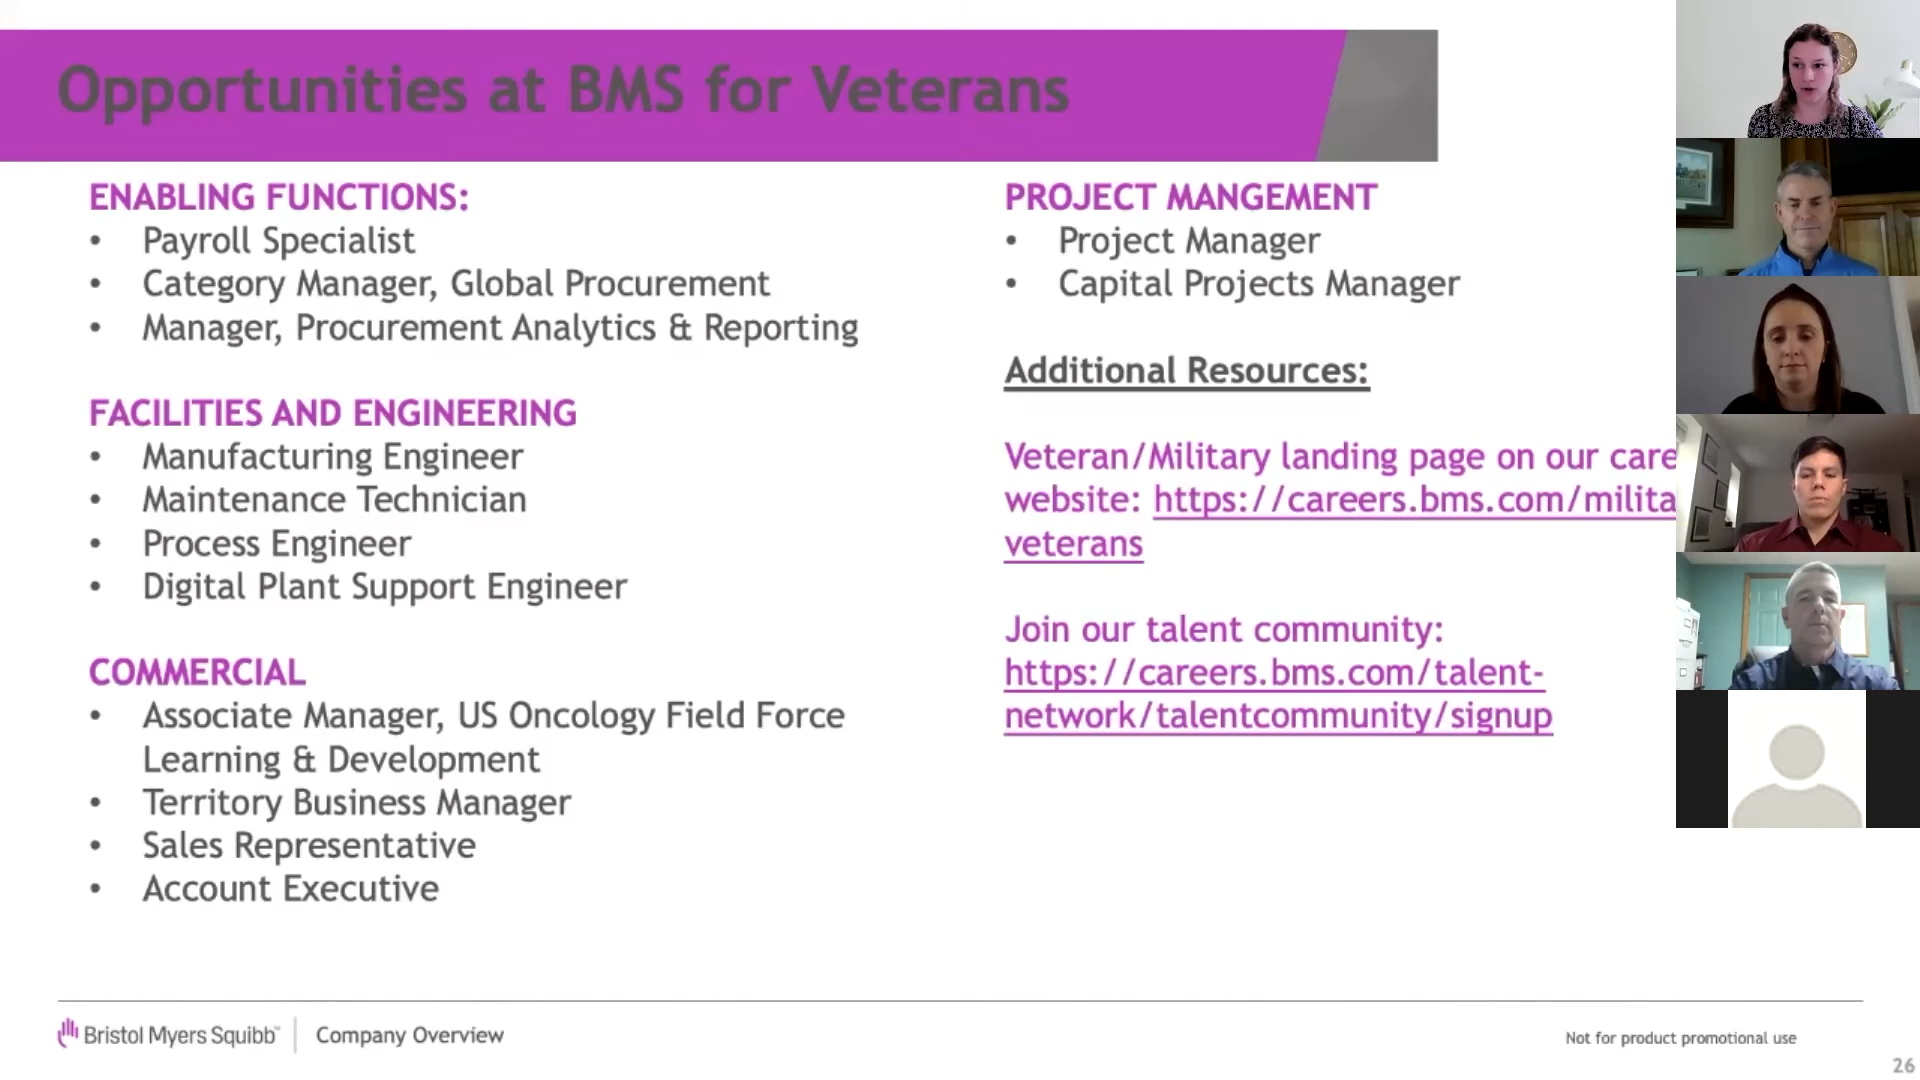 Opportunities at BMS for Veterans
ENABLING FUNCTIONS:
• Payroll Specialist
• Category Manager, Global Procurement
• Manager, Procurement Analytics & Reporting
FACILITIES AND ENGINEERING
• Manufacturing Engineer
• Maintenance Technician
• Process Engineer
• Digital Plant Support Engineer
COMMERCIAL
• Associate Manager, US Oncology Field Force
Learning & Development
• Territory Business Manager
• Sales Representative
• Account Executive
PROJECT MANGEMENT
• Project Manager
• Capital Projects Manager
Additional Resources:
Veteran/Military landing page on our care
website: https://careers.bms.com/milita
veterans
Join our talent community:
https://careers.bms.com/talent-
network/talentcommunity/signup
Bristol Myers Squibb™ | Company Overview
Not for product promotional use
26